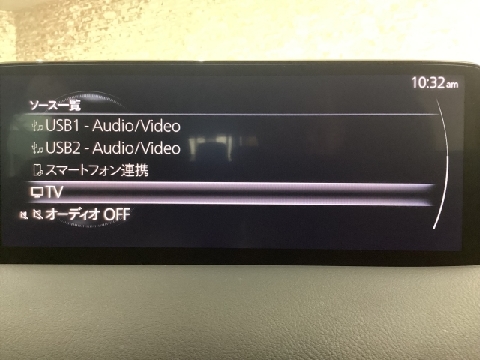 10:32am
ソース一覧
USB1 - Audio/Video
USB2 - Audio/Video
スマートフォン連携
TV
オーディオ OFF